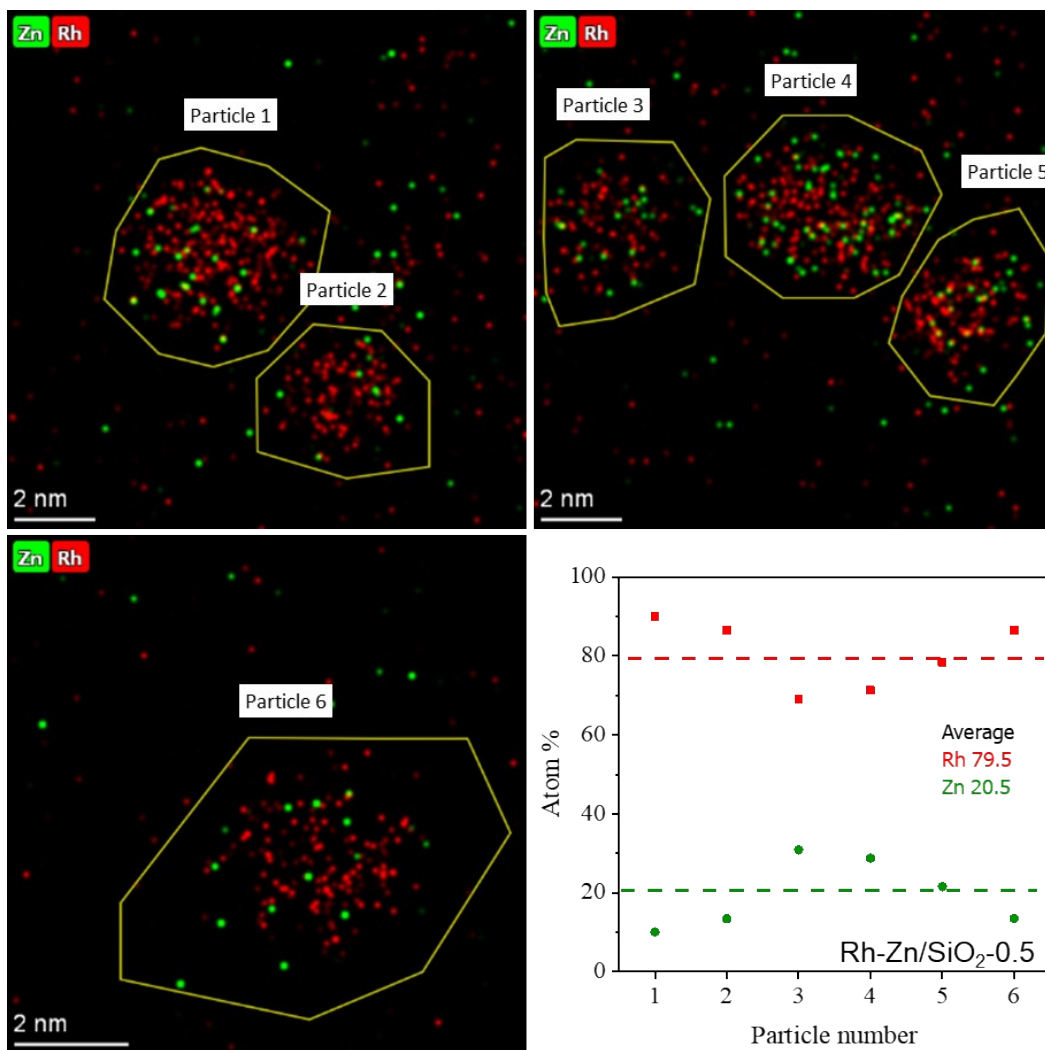 Zn Rh
Particle 1
Particle 2
2 nm
Zn Rh
Particle 3
Particle 4
Particle 5
2 nm
Zn Rh
Particle 6
2 nm
100
80
60
40
20
0
Atom %
Average
Rh 79.5
Zn 20.5
Rh-Zn/SiO₂-0.5
1 2 3 4 5 6
Particle number